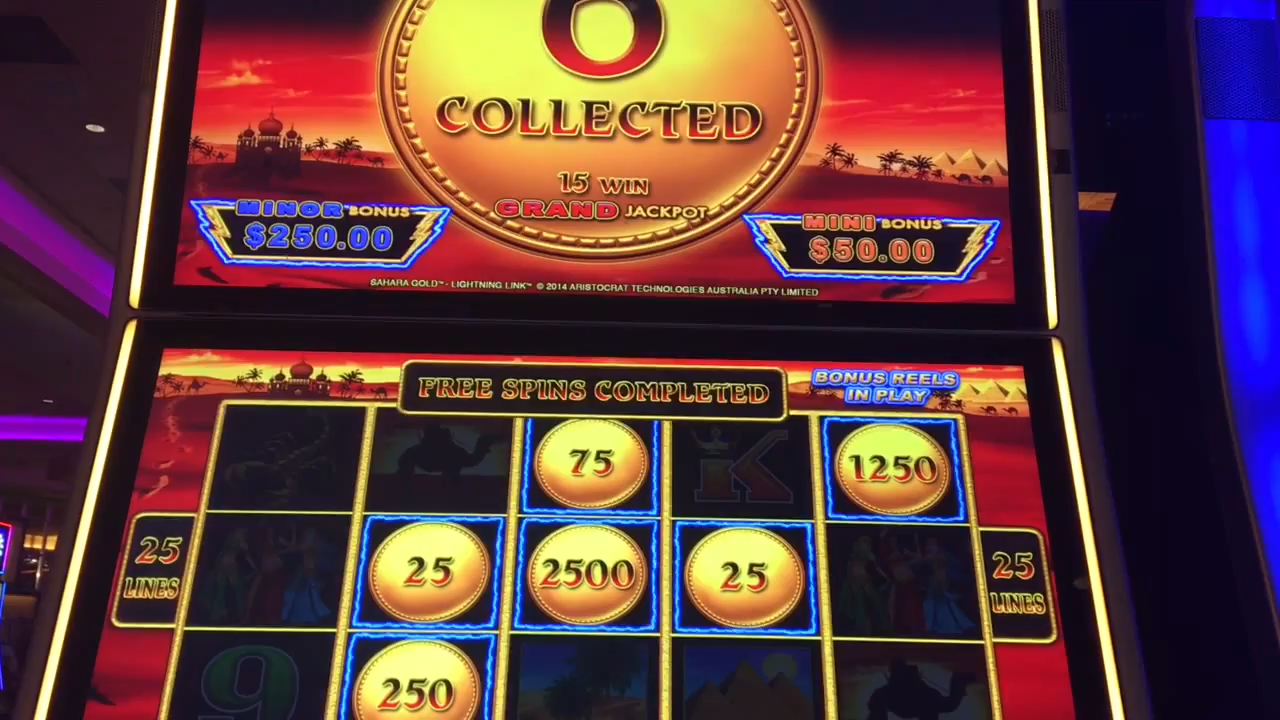 6
COLLECTED
15 WIN
GRAND JACKPOT
MINOR BONUS
$250.00
MINI BONUS
$50.00
SAHARA GOLD™ - LIGHTNING LINK™ © 2014 ARISTOCRAT TECHNOLOGIES AUSTRALIA PTY LIMITED
FREE SPINS COMPLETED
BONUS REELS
IN PLAY
75
K
1250
25
LINES
25
2500
25
25
LINES
9
250